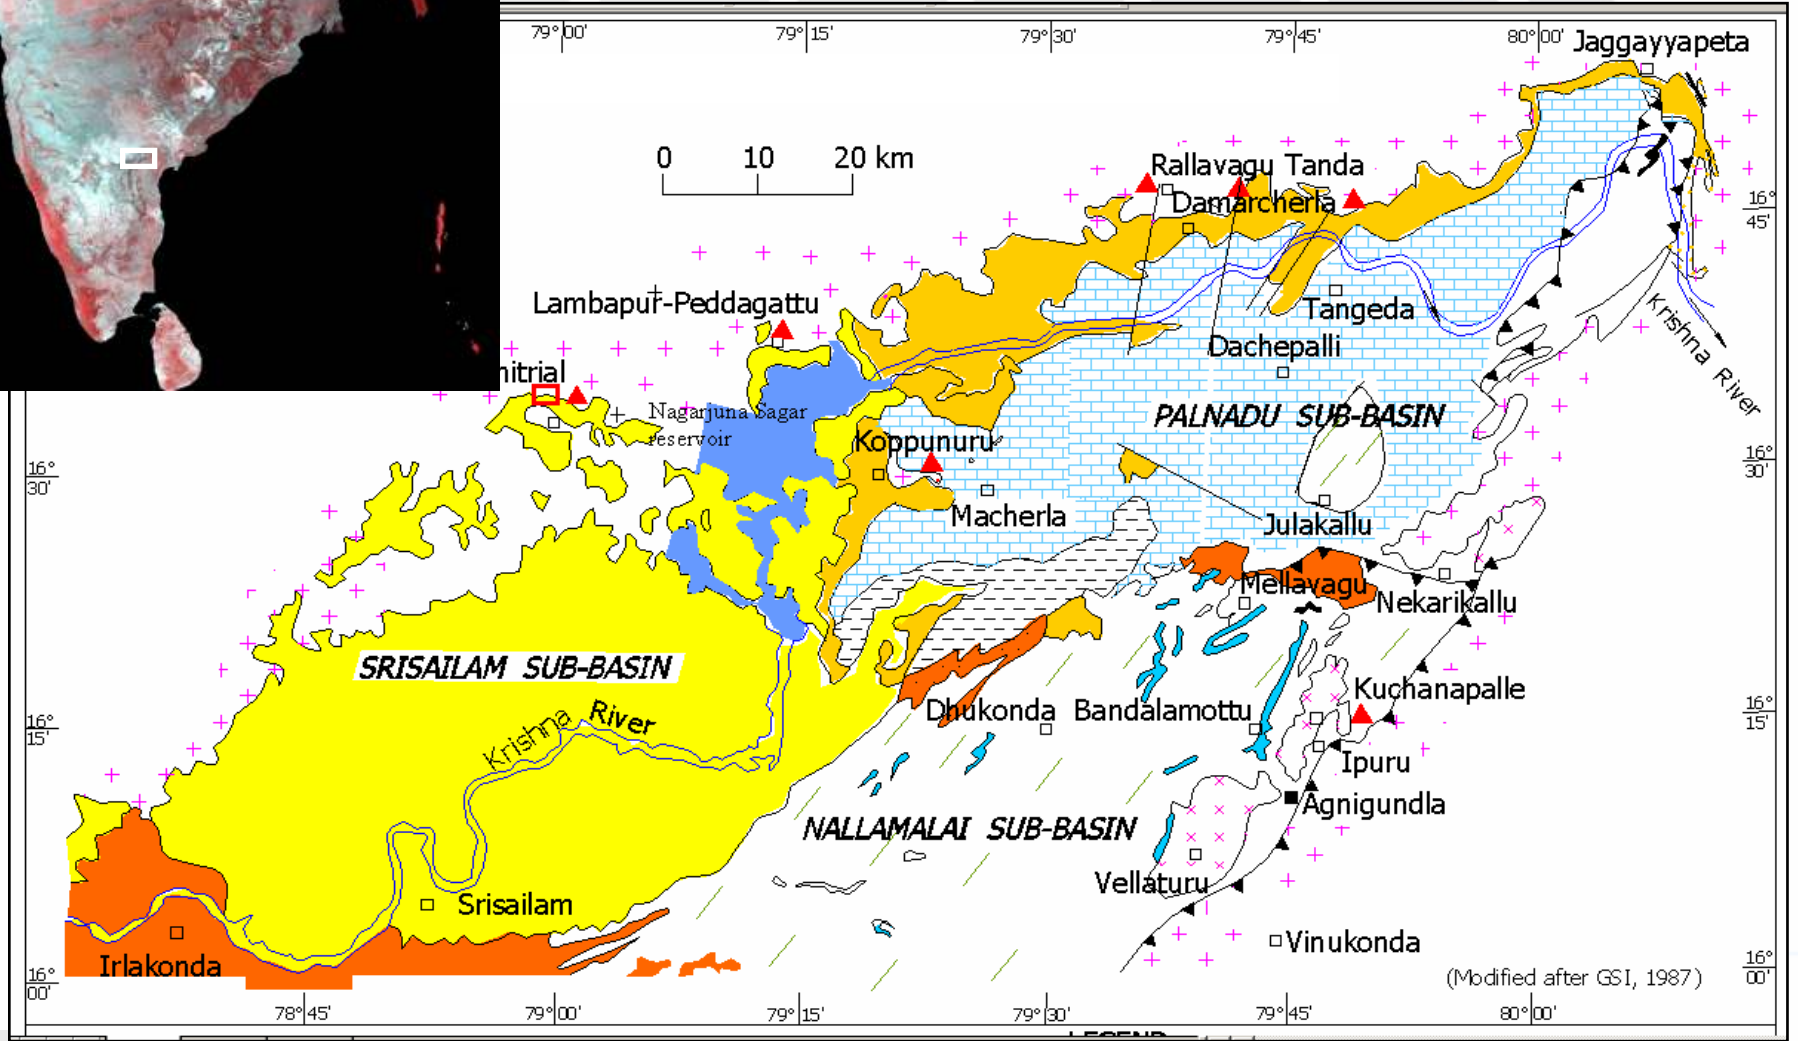 79°00'
79°15'
79°30'
79°45'
80°00'
Jaggayyapeta
0 10 20 km
Rallavagu Tanda
Damarcherla
16°
45'
Lambapur-Peddagattu
Tangeda
Krishna River
Dachepalli
nitrial
Nagarjuna Sagar
reservoir
PALNADU SUB-BASIN
Koppunuru
16°
30'
16°
30'
Macherla
Julakallu
Mellavagu
Nekarikallu
SRISAILAM SUB-BASIN
Kuchanapalle
Dhukonda
Bandalamottu
Krishna River
16°
15'
16°
15'
Ipuru
Agnigundla
NALLAMALAI SUB-BASIN
Vellaturu
Srisailam
Vinukonda
Irlakonda
16°
00'
(Modified after GSI, 1987)
16°
00'
78°45'
79°00'
79°15'
79°30'
79°45'
80°00'
LEGEND